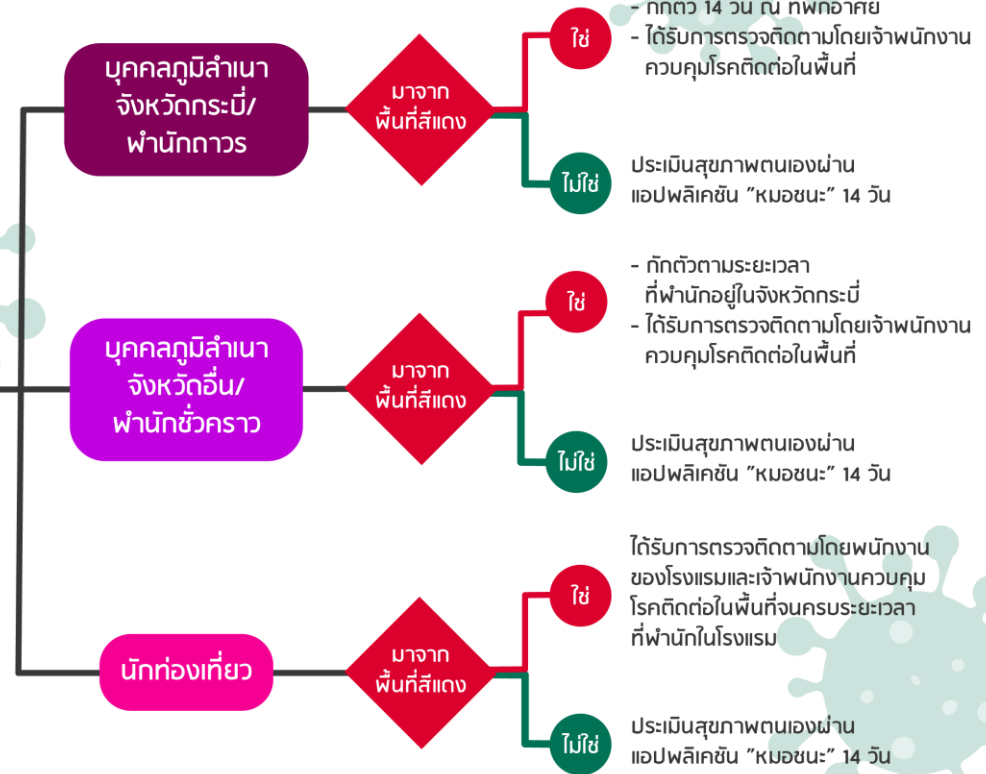 บุคคลภูมิลำเนา
จังหวัดกระบี่/
พำนักถาวร
มาจาก
พื้นที่สีแดง
ใช่
- กักตัว 14 วัน ณ ที่พักอาศัย
- ได้รับการตรวจติดตามโดยเจ้าพนักงาน
ควบคุมโรคติดต่อในพื้นที่
ไม่ใช่
ประเมินสุขภาพตนเองผ่าน
แอปพลิเคชัน "หมอชนะ" 14 วัน
บุคคลภูมิลำเนา
จังหวัดอื่น/
พำนักชั่วคราว
มาจาก
พื้นที่สีแดง
ใช่
- กักตัวตามระยะเวลา
ที่พำนักอยู่ในจังหวัดกระบี่
- ได้รับการตรวจติดตามโดยเจ้าพนักงาน
ควบคุมโรคติดต่อในพื้นที่
ไม่ใช่
ประเมินสุขภาพตนเองผ่าน
แอปพลิเคชัน "หมอชนะ" 14 วัน
นักท่องเที่ยว
มาจาก
พื้นที่สีแดง
ใช่
ได้รับการตรวจติดตามโดยพนักงาน
ของโรงแรมและเจ้าพนักงานควบคุม
โรคติดต่อในพื้นที่จนครบระยะเวลา
ที่พำนักในโรงแรม
ไม่ใช่
ประเมินสุขภาพตนเองผ่าน
แอปพลิเคชัน "หมอชนะ" 14 วัน